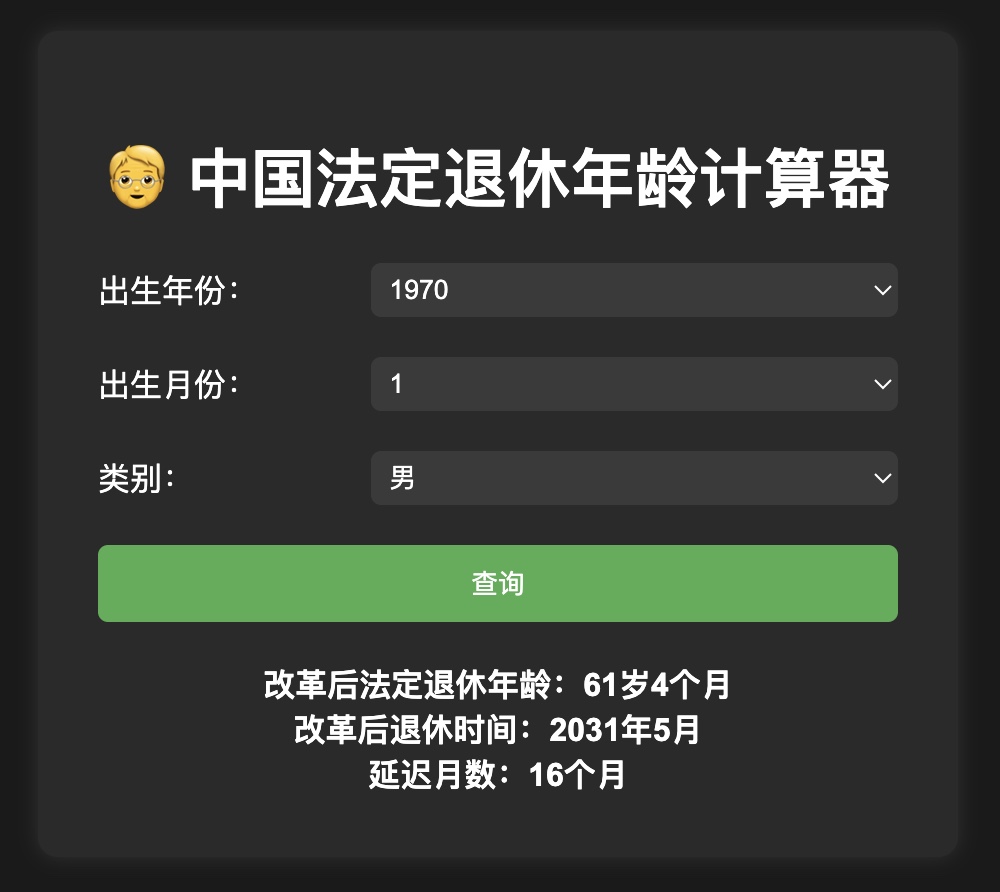 中国法定退休年龄计算器
出生年份：
1970
出生月份：
1
类别：
男
查询
改革后法定退休年龄：61岁4个月
改革后退休时间：2031年5月
延迟月数：16个月